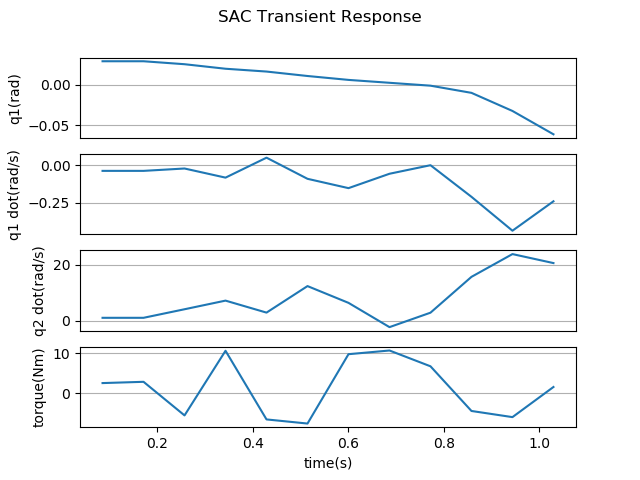 SAC Transient Response
q1(rad)
0.00
−0.05
q1 dot(rad/s)
0.00
−0.25
q2 dot(rad/s)
20
0
torque(Nm)
10
0
0.2 0.4 0.6 0.8 1.0
time(s)